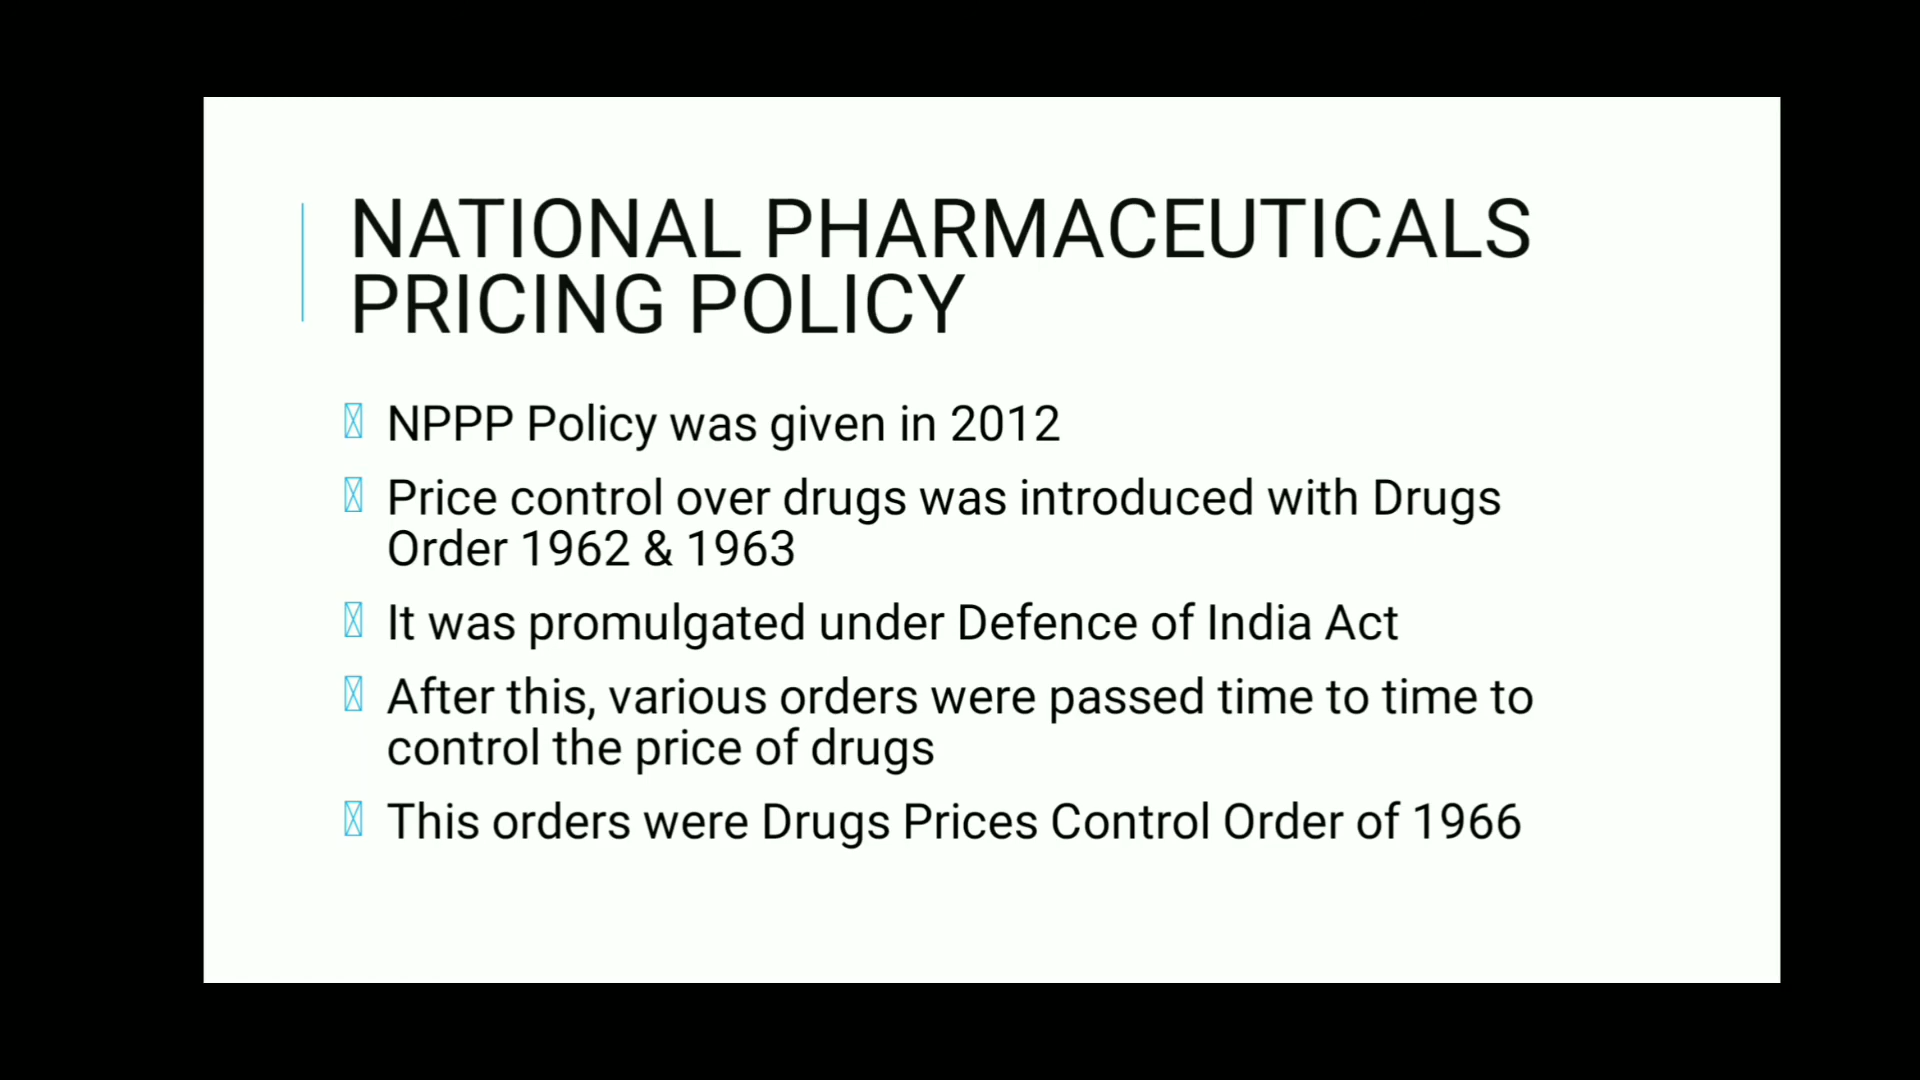 NATIONAL PHARMACEUTICALS
PRICING POLICY
NPPP Policy was given in 2012
Price control over drugs was introduced with Drugs
Order 1962 & 1963
It was promulgated under Defence of India Act
After this, various orders were passed time to time to
control the price of drugs
This orders were Drugs Prices Control Order of 1966